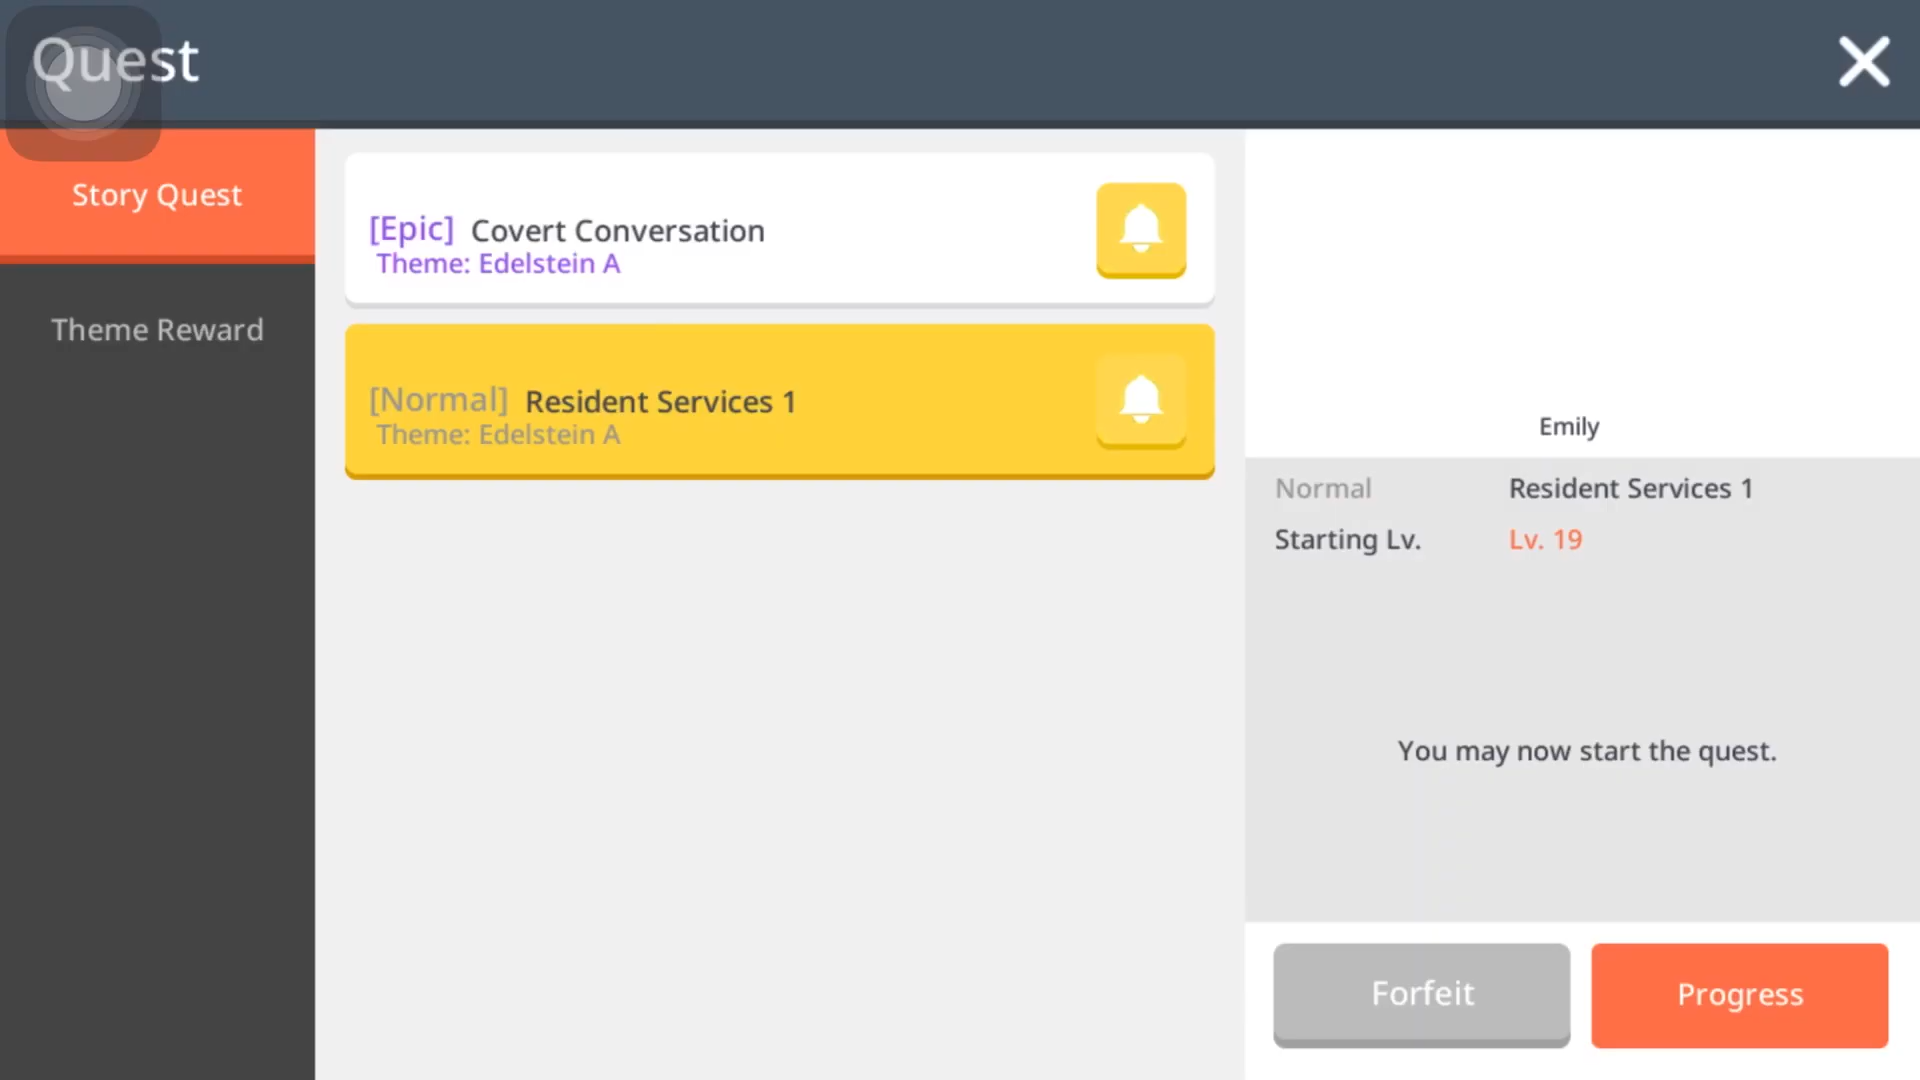 Quest
Story Quest
Theme Reward
[Epic] Covert Conversation
Theme: Edelstein A
[Normal] Resident Services 1
Theme: Edelstein A
Emily
Normal Resident Services 1
Starting Lv. Lv. 19
You may now start the quest.
Forfeit
Progress